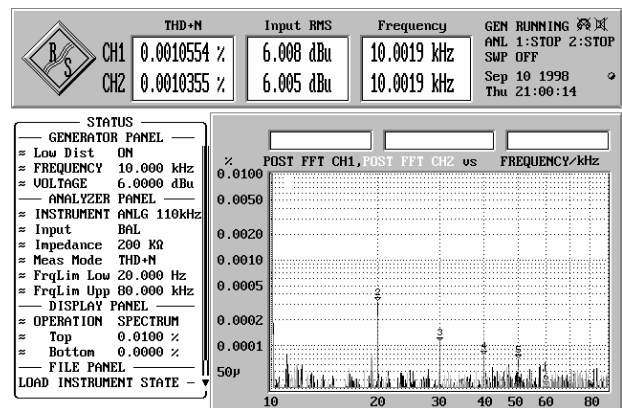 THD+N Input RMS Frequency
CH1 0.0010554 % 6.008 dBu 10.0019 kHz
CH2 0.0010355 % 6.005 dBu 10.0019 kHz
GEN RUNNING
ANL 1:STOP 2:STOP
SWP OFF
Sep 10 1998
Thu 21:00:14
R S
STATUS
GENERATOR PANEL
≈ Low Dist ON
≈ FREQUENCY 10.000 kHz
≈ VOLTAGE 6.0000 dBu
ANALYZER PANEL
≈ INSTRUMENT ANLG 110kHz
≈ Input BAL
≈ Impedance 200 KΩ
≈ Meas Mode THD+N
≈ FrqLim Low 20.000 Hz
≈ FrqLim Upp 80.000 kHz
DISPLAY PANEL
≈ OPERATION SPECTRUM
≈ Top 0.0100 %
≈ Bottom 0.0000 %
FILE PANEL
LOAD INSTRUMENT STATE –
% POST FFT CH1,POST FFT CH2 vs FREQUENCY/kHz
0.0100
0.0050
0.0020
0.0010
0.0005
0.0002
0.0001
50µ
2
3
4
10 20 30 40 50 60 80